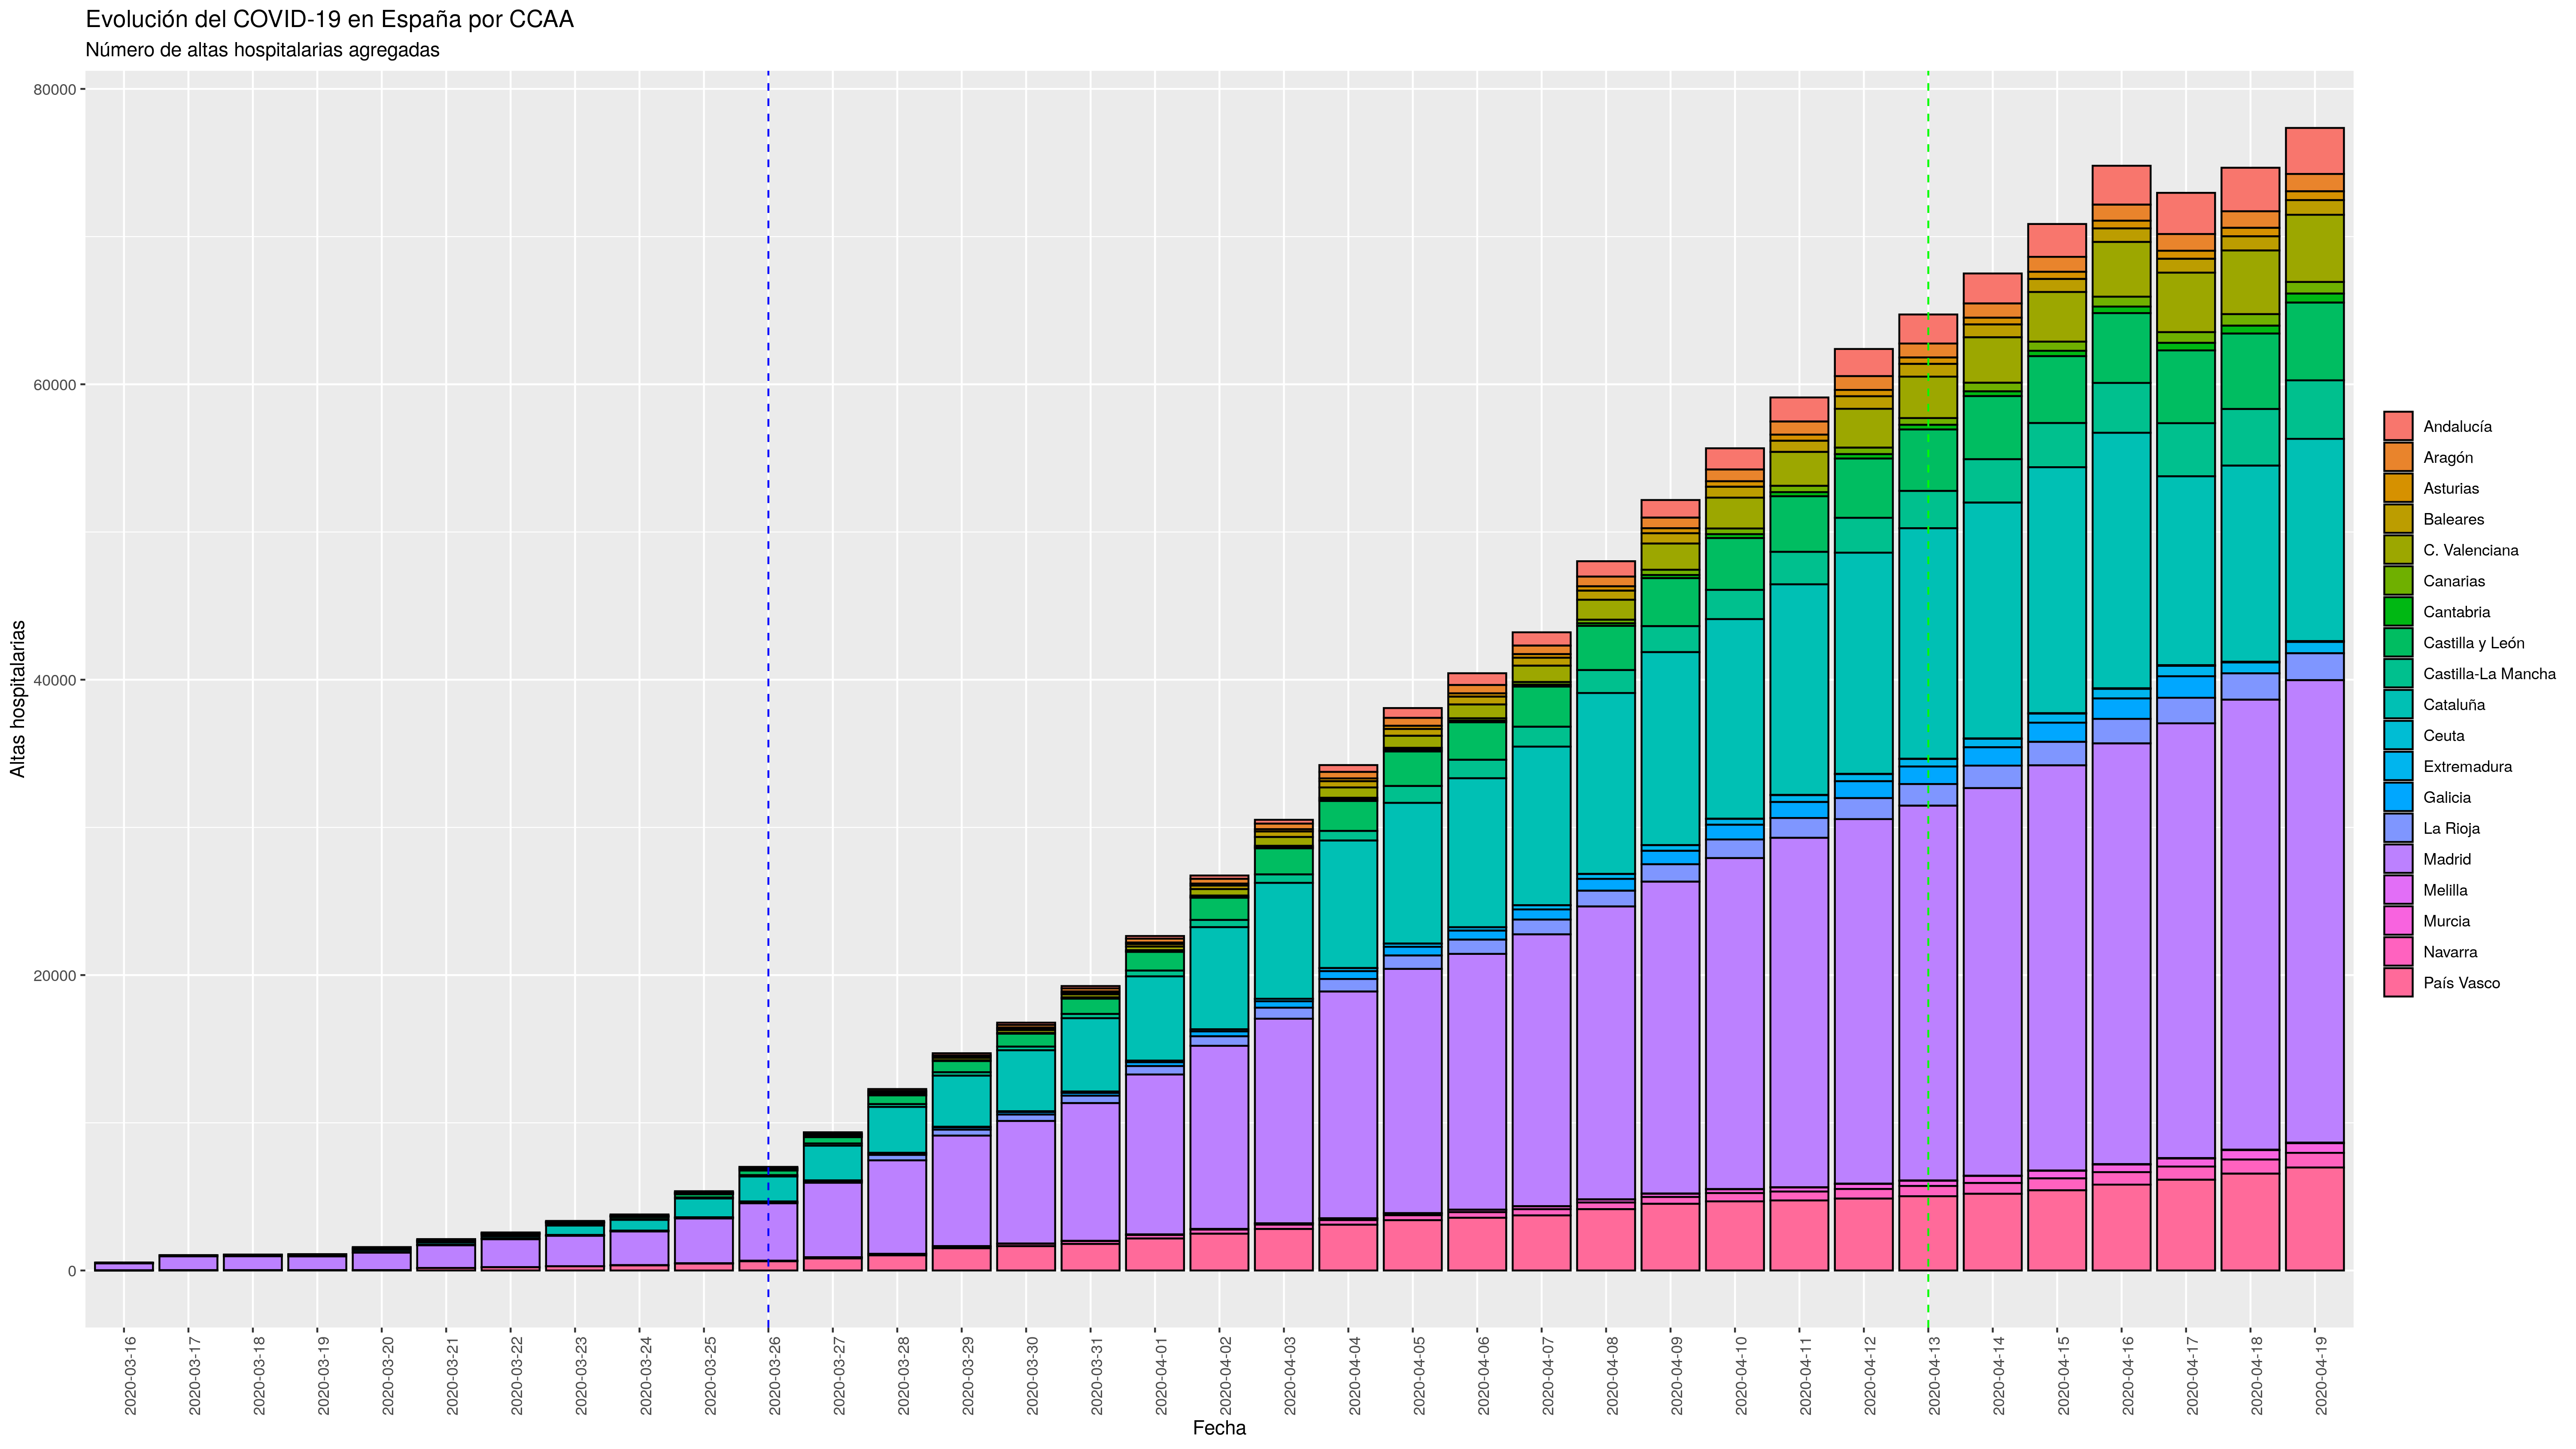 Evolución del COVID-19 en España por CCAA
Número de altas hospitalarias agregadas
Altas hospitalarias
80000
60000
40000
20000
0
2020-03-16
2020-03-17
2020-03-18
2020-03-19
2020-03-20
2020-03-21
2020-03-22
2020-03-23
2020-03-24
2020-03-25
2020-03-26
2020-03-27
2020-03-28
2020-03-29
2020-03-30
2020-03-31
2020-04-01
2020-04-02
2020-04-03
2020-04-04
2020-04-05
2020-04-06
2020-04-07
2020-04-08
2020-04-09
2020-04-10
2020-04-11
2020-04-12
2020-04-13
2020-04-14
2020-04-15
2020-04-16
2020-04-17
2020-04-18
2020-04-19
Fecha
Andalucía
Aragón
Asturias
Baleares
C. Valenciana
Canarias
Cantabria
Castilla y León
Castilla-La Mancha
Cataluña
Ceuta
Extremadura
Galicia
La Rioja
Madrid
Melilla
Murcia
Navarra
País Vasco